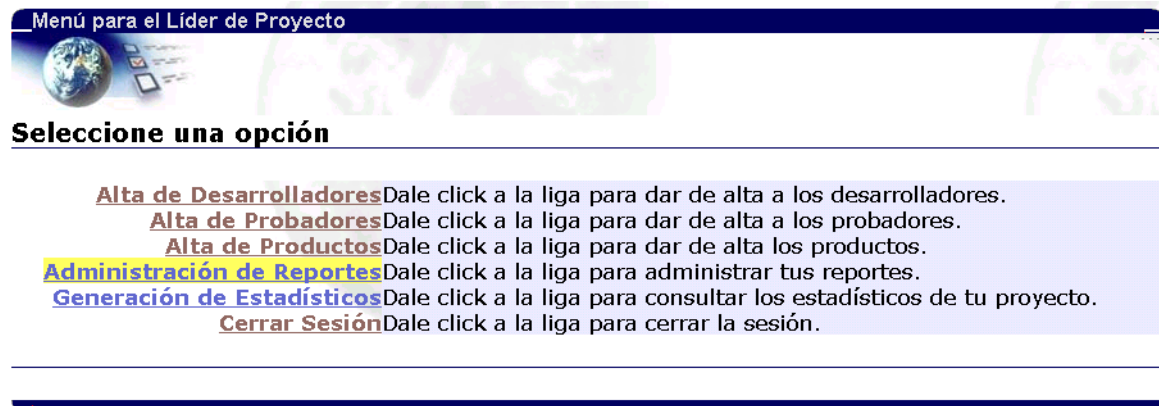 Menú para el Líder de Proyecto
Seleccione una opción
Alta de Desarrolladores Dale click a la liga para dar de alta a los desarrolladores.
Alta de Probadores Dale click a la liga para dar de alta a los probadores.
Alta de Productos Dale click a la liga para dar de alta los productos.
Administración de Reportes Dale click a la liga para administrar tus reportes.
Generación de Estadísticos Dale click a la liga para consultar los estadísticos de tu proyecto.
Cerrar Sesión Dale click a la liga para cerrar la sesión.